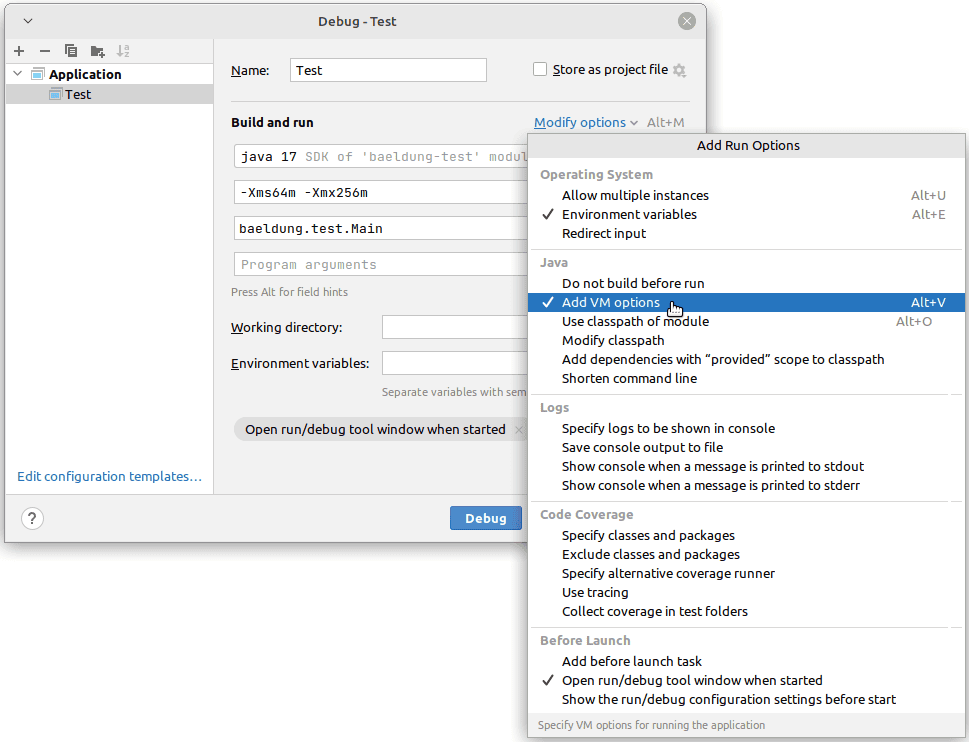 Debug - Test
Application
Test
Edit configuration templates...
Name:
Test
Store as project file
Build and run
Modify options
Alt+M
java 17 SDK of 'baeldung-test'
-Xms64m -Xmx256m
baeldung.test.Main
Program arguments
Press Alt for field hints
Working directory:
Environment variables:
Separate variables with
Open run/debug tool window when started
?
Debug
Add Run Options
Operating System
Allow multiple instances Alt+U
Environment variables Alt+E
Redirect input
Java
Do not build before run
Add VM options Alt+V
Use classpath of module Alt+O
Modify classpath
Add dependencies with “provided” scope to classpath
Shorten command line
Logs
Specify logs to be shown in console
Save console output to file
Show console when a message is printed to stdout
Show console when a message is printed to stderr
Code Coverage
Specify classes and packages
Exclude classes and packages
Specify alternative coverage runner
Use tracing
Collect coverage in test folders
Before Launch
Add before launch task
Open run/debug tool window when started
Show the run/debug configuration settings before start
Specify VM options for running the application